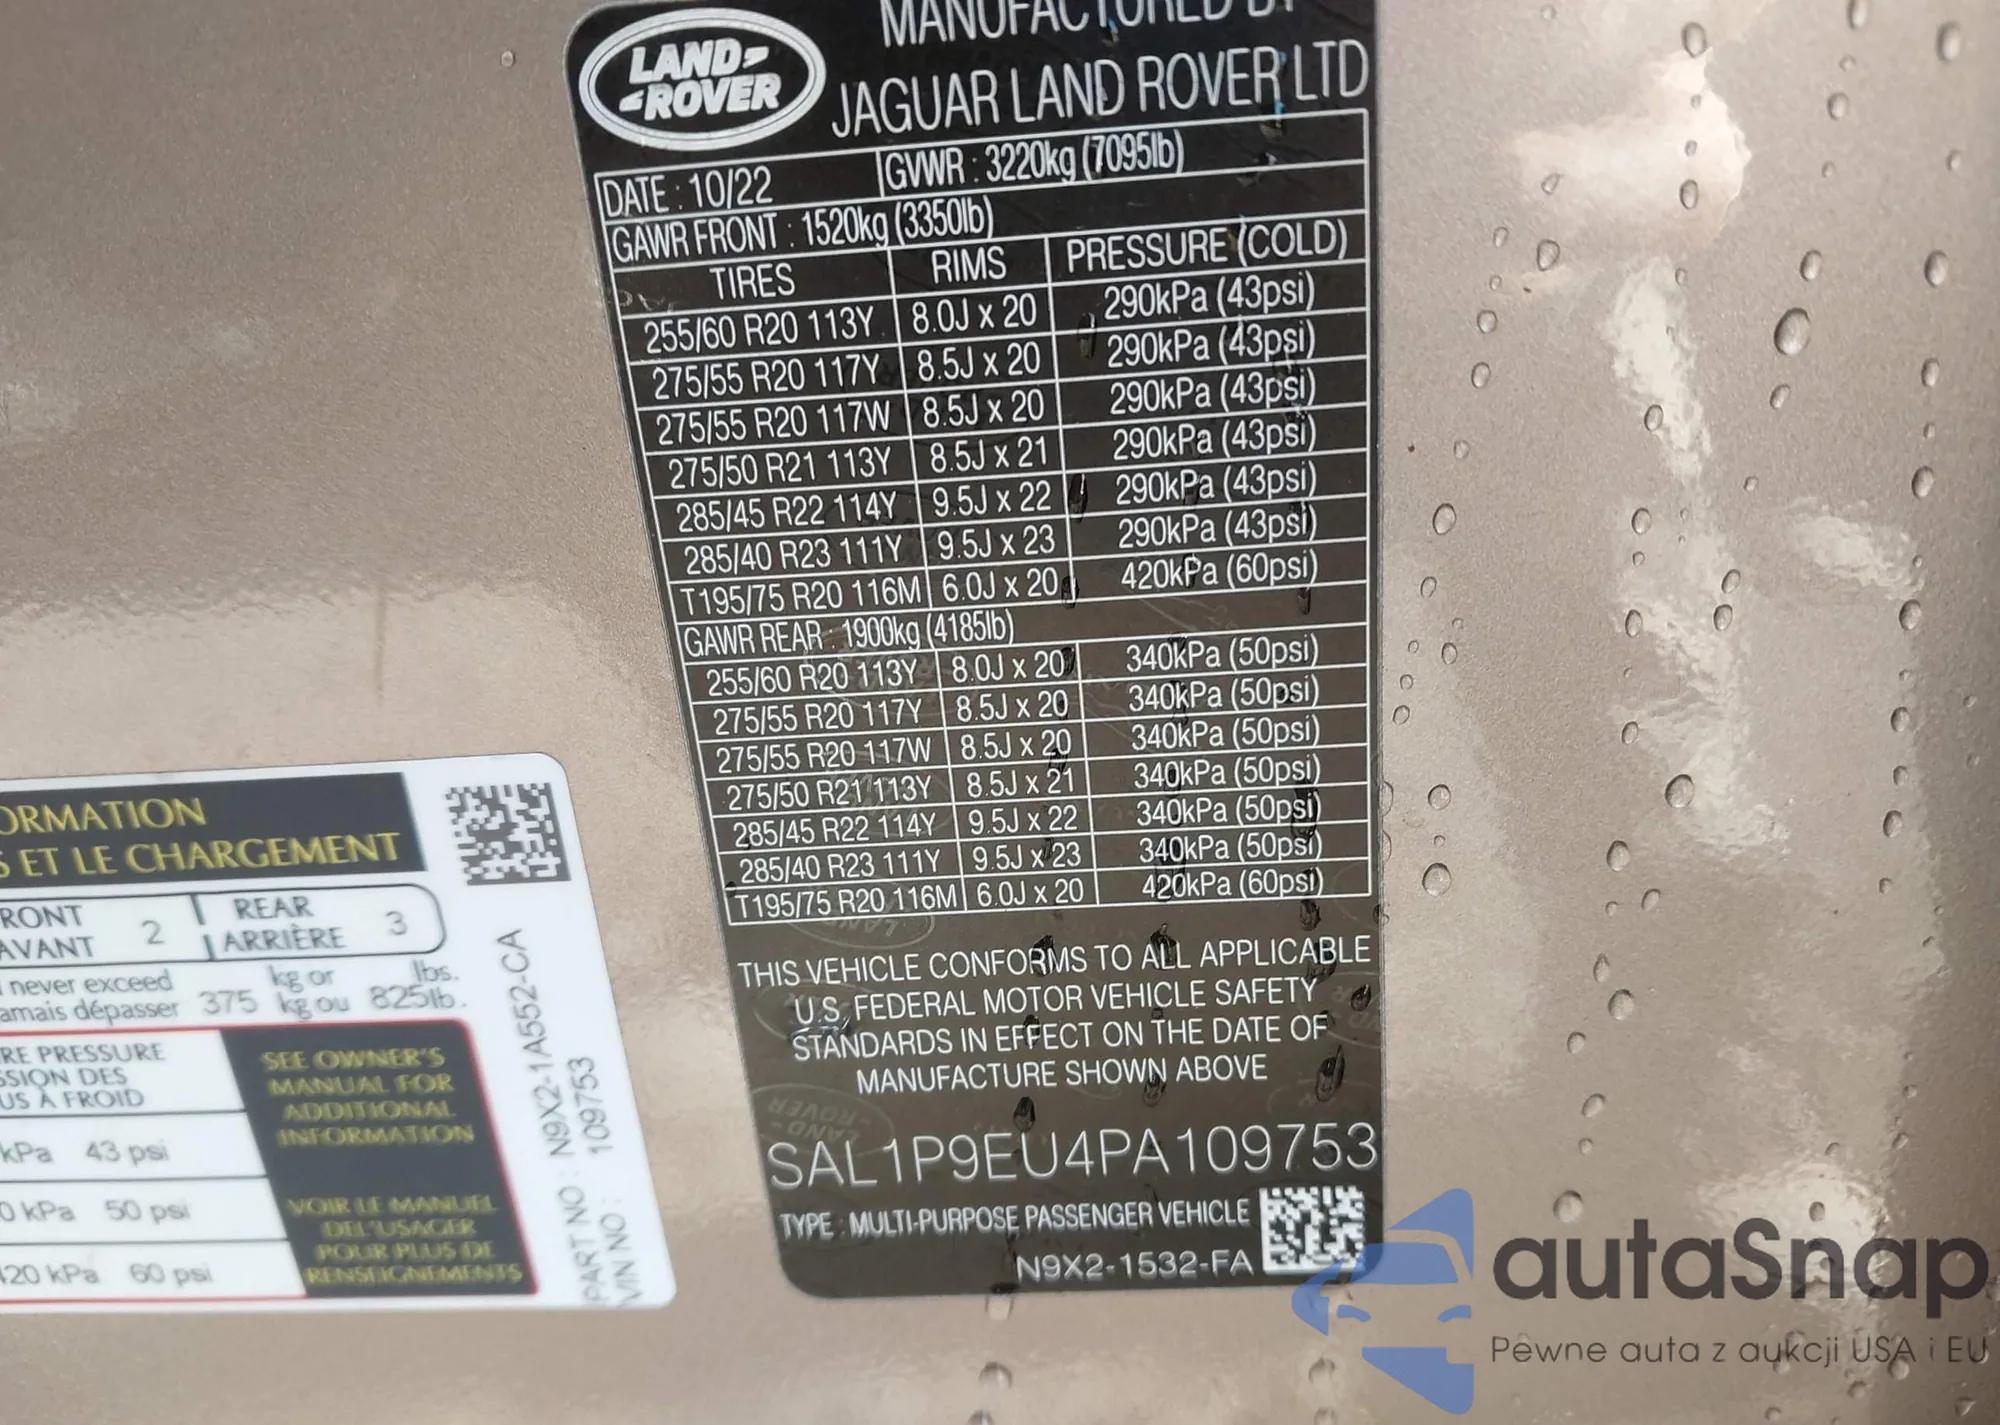 LAND-
-ROVER
MANUFACTURED BY
JAGUAR LAND ROVER LTD
DATE : 10/22 GVWR : 3220kg (7095lb)
GAWR FRONT : 1520kg (3350lb)
TIRES RIMS PRESSURE (COLD)
255/60 R20 113Y 8.0J x 20 290kPa (43psi)
275/55 R20 117Y 8.5J x 20 290kPa (43psi)
275/55 R20 117W 8.5J x 20 290kPa (43psi)
275/50 R21 113Y 8.5J x 21 290kPa (43psi)
285/45 R22 114Y 9.5J x 22 290kPa (43psi)
285/40 R23 111Y 9.5J x 23 290kPa (43psi)
T195/75 R20 116M 6.0J x 20 420kPa (60psi)
GAWR REAR : 1900kg (4185lb)
255/60 R20 113Y 8.0J x 20 340kPa (50psi)
275/55 R20 117Y 8.5J x 20 340kPa (50psi)
275/55 R20 117W 8.5J x 20 340kPa (50psi)
275/50 R21 113Y 8.5J x 21 340kPa (50psi)
285/45 R22 114Y 9.5J x 22 340kPa (50psi)
285/40 R23 111Y 9.5J x 23 340kPa (50psi)
T195/75 R20 116M 6.0J x 20 420kPa (60psi)
THIS VEHICLE CONFORMS TO ALL APPLICABLE
U.S. FEDERAL MOTOR VEHICLE SAFETY
STANDARDS IN EFFECT ON THE DATE OF
MANUFACTURE SHOWN ABOVE
SAL1P9EU4PA109753
TYPE : MULTI-PURPOSE PASSENGER VEHICLE
N9X2-1532-FA
ORMATION
S ET LE CHARGEMENT
RONT 2 REAR 3
AVANT ARRIÈRE
never exceed kg or lbs.
amais dépasser 375 kg ou 825lb.
RE PRESSURE
SSION DES
US À FROID
kPa 43 psi
0 kPa 50 psi
420 kPa 60 psi
SEE OWNER'S
MANUAL FOR
ADDITIONAL
INFORMATION
VOIR LE MANUEL
DE L'USAGER
POUR PLUS DE
RENSEIGNEMENTS
PART NO : N9X2-1A552-CA
VIN NO : 109753
autaSnap
Pewne auta z aukcji USA i EU